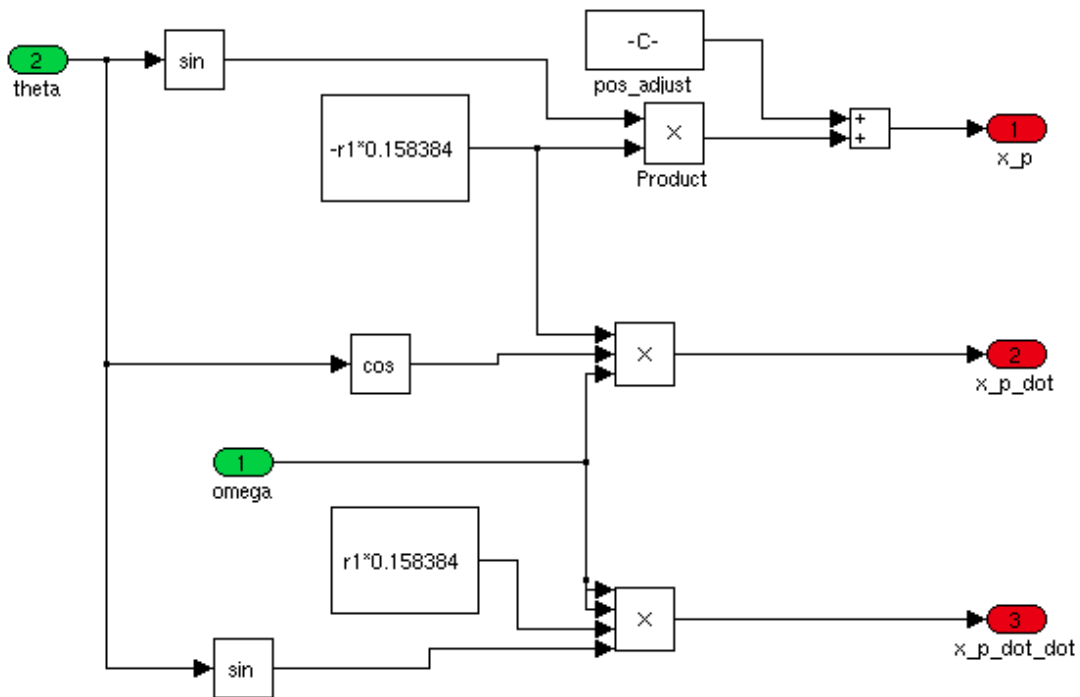 2
theta
sin
-C-
pos_adjust
-r1*0.158384
×
Product
+
+
1
x_p
cos
×
2
x_p_dot
1
omega
r1*0.158384
×
3
x_p_dot_dot
sin